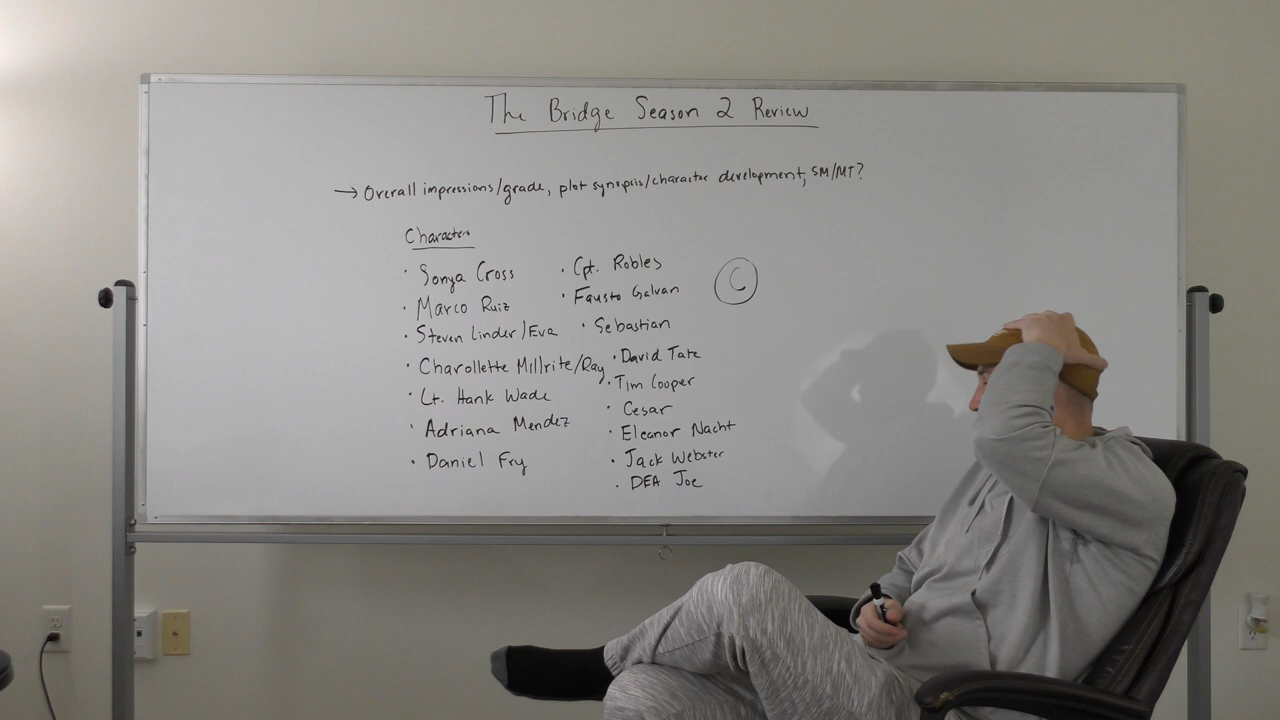 The Bridge Season 2 Review
→ Overall impressions/grade, plot synopsis/character development, SM/MT?
Characters
· Sonya Cross
· Marco Ruiz
· Steven Linder/Eva
· Charollette Millrite/Ray
· Lt. Hank Wade
· Adriana Mendez
· Daniel Fry
· Cpt. Robles
· Fausto Galvan
· Sebastian
· David Tate
· Tim Cooper
· Cesar
· Eleanor Nacht
· Jack Webster
· DEA Joe
C